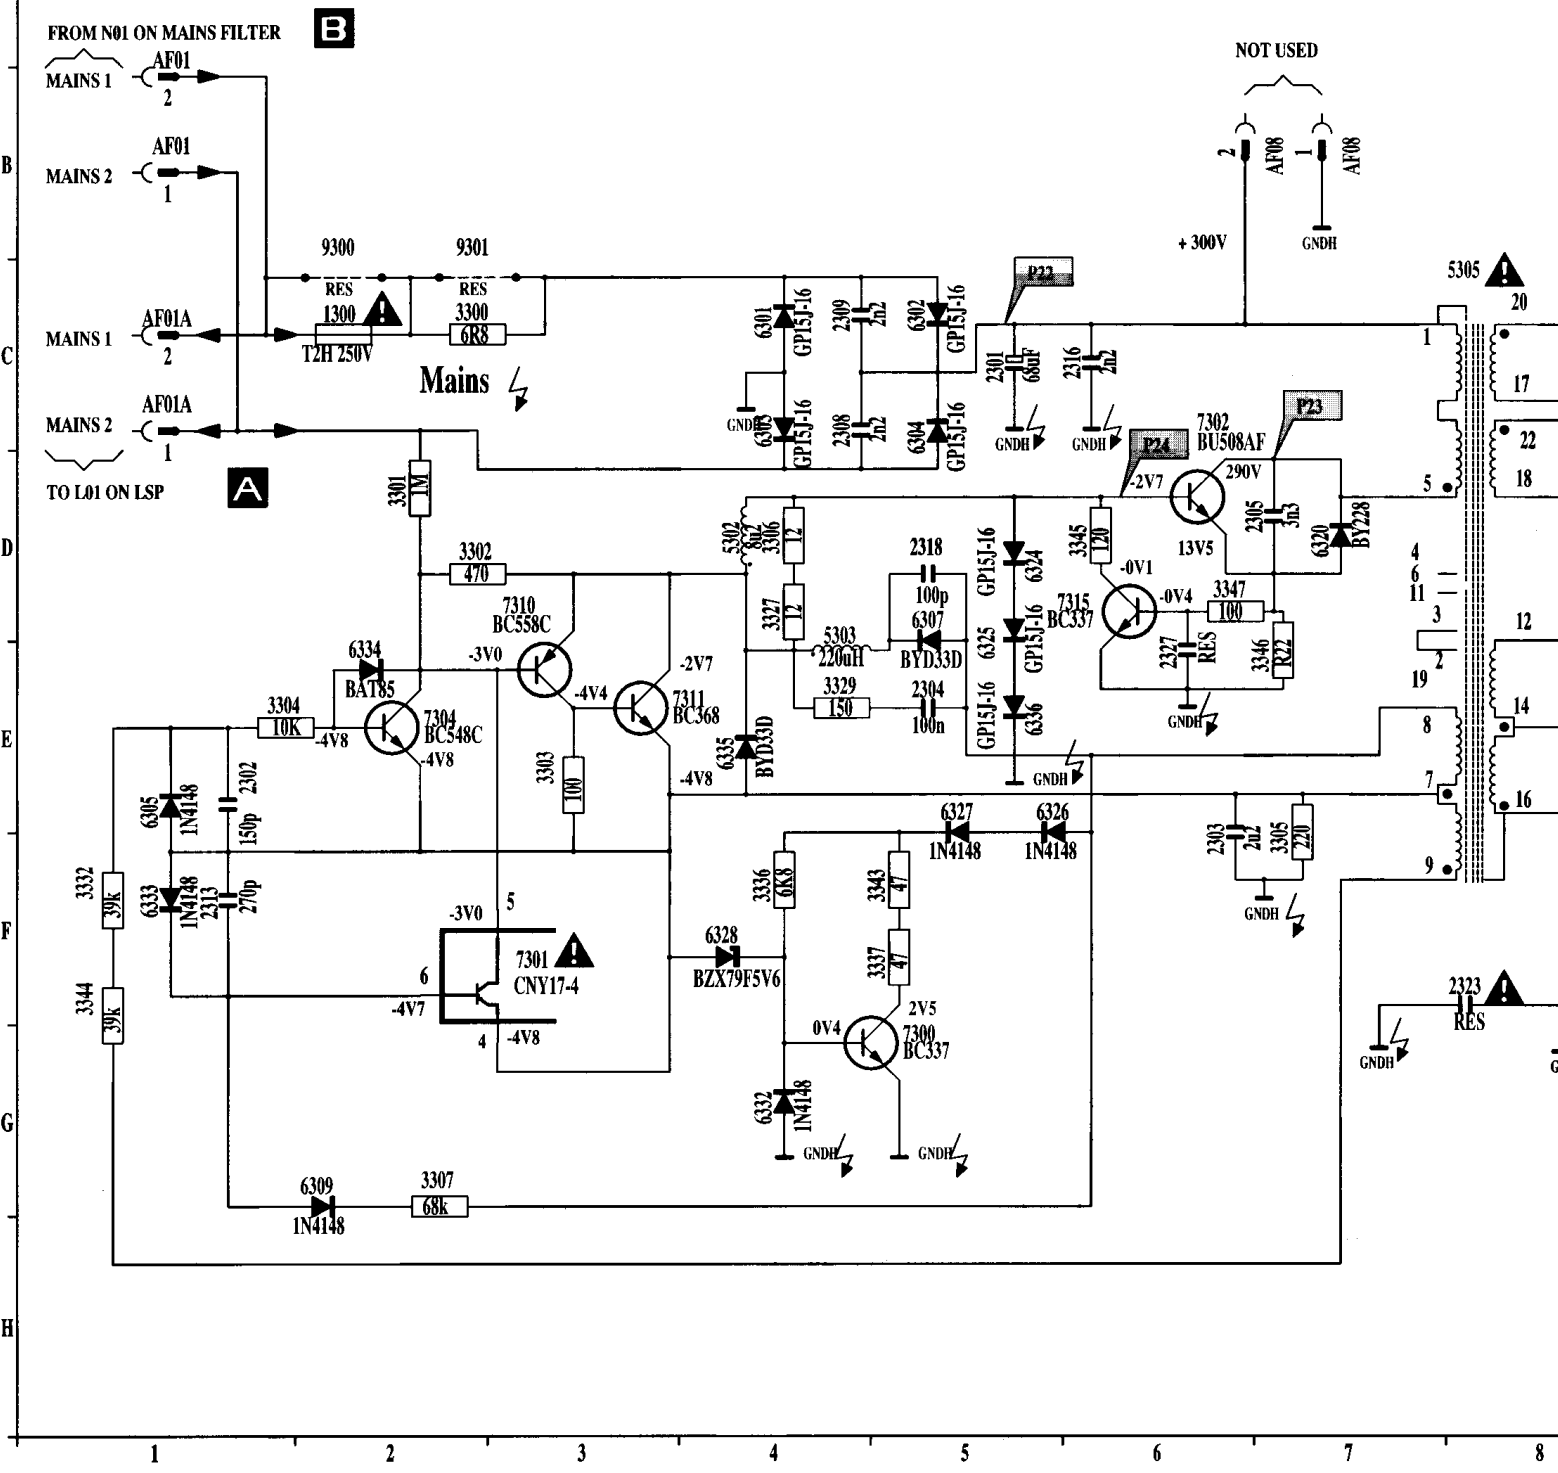 FROM N01 ON MAINS FILTER
B
AF01
MAINS 1
2
AF01
MAINS 2
1
NOT USED
2
AF08
1
AF08
+ 300V
GNDH
9300
RES
9301
RES
AF01A
MAINS 1
2
1300
T2H 250V
3300
6R8
Mains
AF01A
MAINS 2
1
TO L01 ON LSP
A
6301
GP15J-16
2309
2n2
6302
GP15J-16
P22
GNDH
6303
GP15J-16
2308
2n2
6304
GP15J-16
2301
68uF
GNDH
2316
2n2
GNDH
5305
20
1
17
22
5
18
4
6
11
3
12
2
19
14
8
7
16
9
P24
-2V7
7302
BU508AF
290V
P23
13V5
2305
3n3
6320
BY228
3301
1M
3302
470
5302
8u2
3306
12
3327
12
2318
100p
GP15J-16
6324
3345
120
-0V1
7315
BC337
-0V4
3347
100
7310
BC558C
-3V0
-4V4
5303
220uH
6307
BYD33D
6325
GP15J-16
2327
RES
3346
R22
GNDH
6334
BAT85
-2V7
7311
BC368
3329
150
2304
100n
GP15J-16
6336
GNDH
3304
10K
-4V8
7304
BC548C
-4V8
3303
100
-4V8
6335
BYD33D
6305
1N4148
2302
150p
6327
1N4148
6326
1N4148
2303
2u2
3305
220
GNDH
3332
39k
6333
1N4148
2313
270p
3336
6K8
3343
47
-3V0
5
7301
CNY17-4
6
-4V7
4
-4V8
6328
BZX79F5V6
3337
47
2V5
0V4
7300
BC337
3344
39k
2323
RES
GNDH
G
6332
1N4148
GNDH
GNDH
6309
1N4148
3307
68k
B
C
D
E
F
G
H
1
2
3
4
5
6
7
8